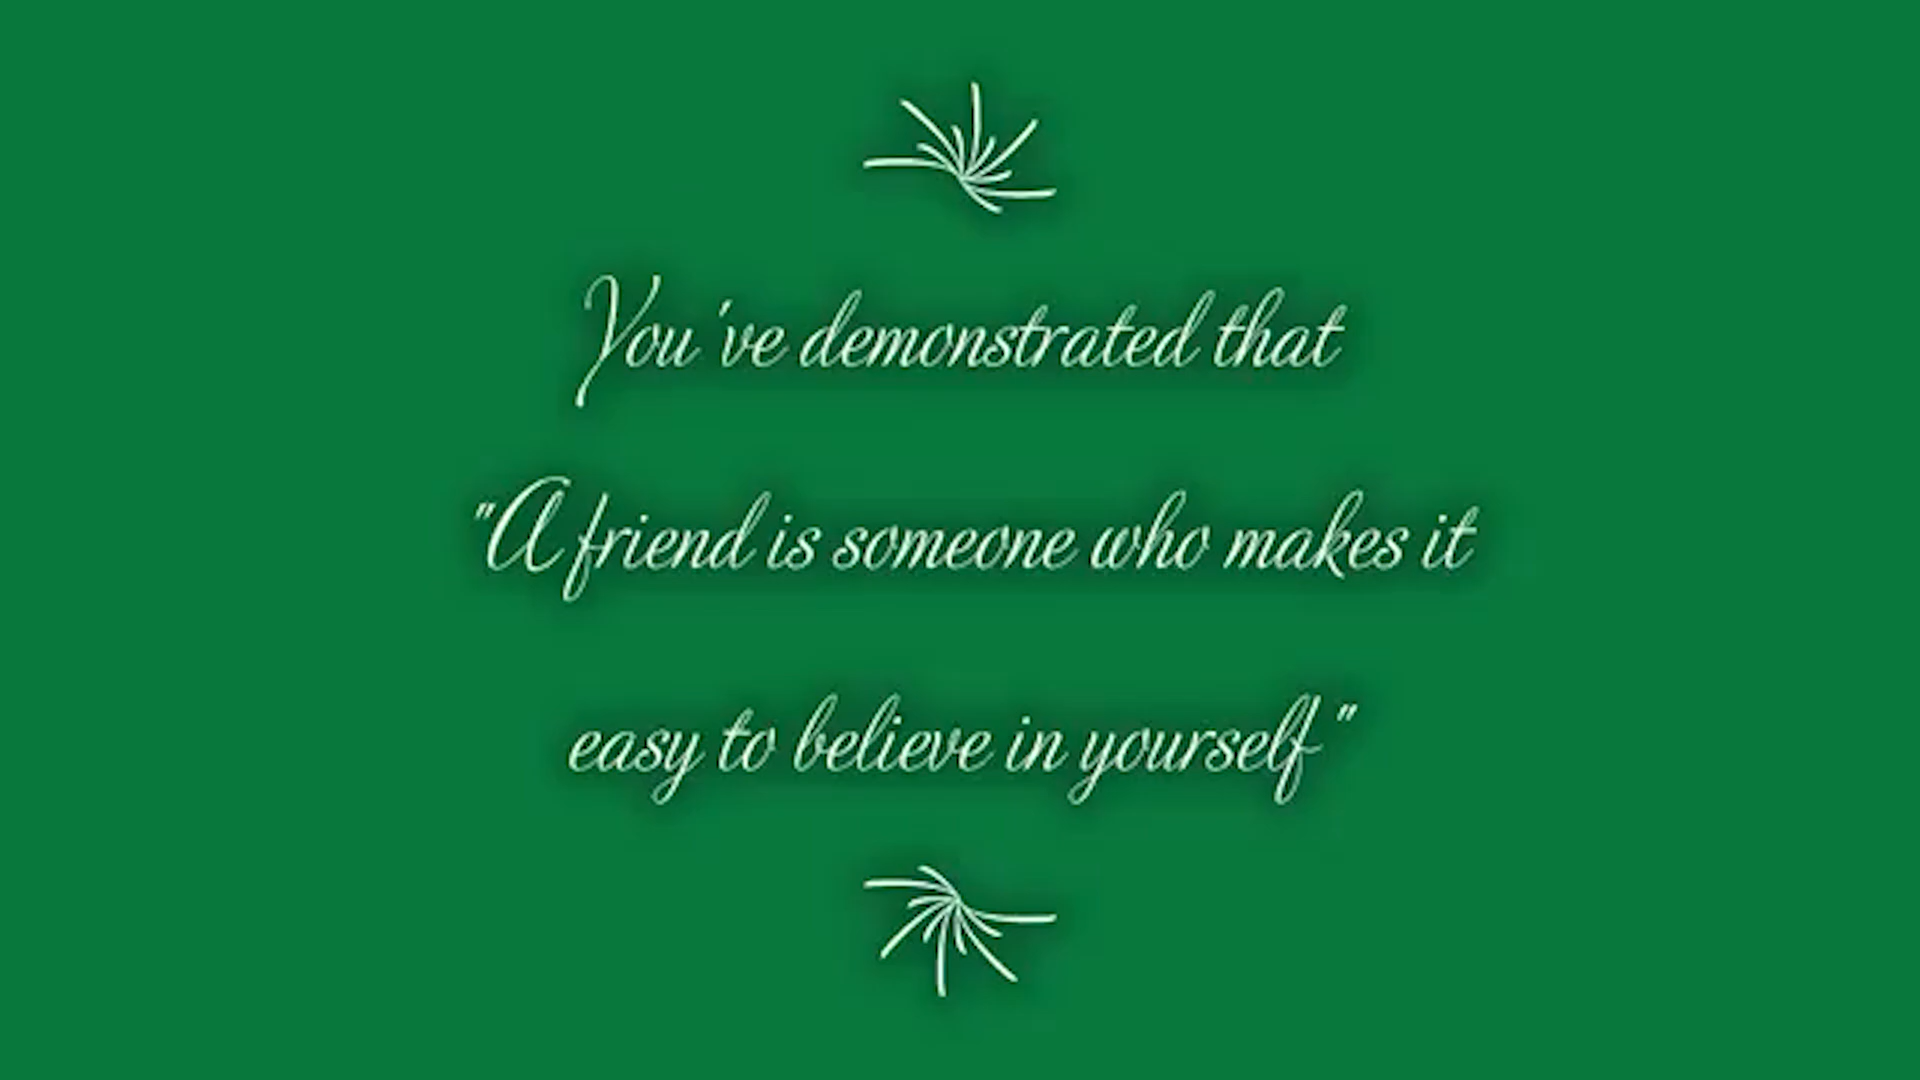 You've demonstrated that
"A friend is someone who makes it
easy to believe in yourself"